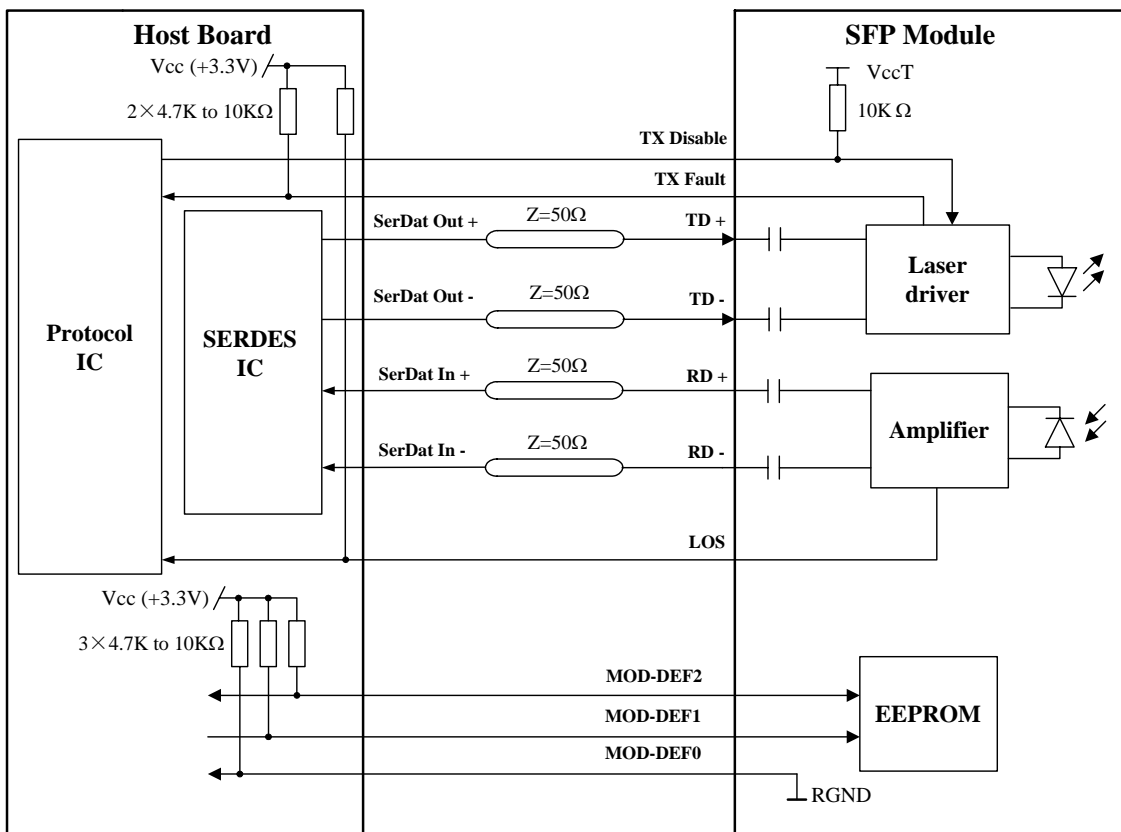 Host Board
SFP Module
Vcc (+3.3V)
VccT
2×4.7K to 10KΩ
10K Ω
TX Disable
TX Fault
SerDat Out +
Z=50Ω
TD +
Laser
driver
SerDat Out -
Z=50Ω
TD -
Protocol
IC
SERDES
IC
SerDat In +
Z=50Ω
RD +
Amplifier
SerDat In -
Z=50Ω
RD -
LOS
Vcc (+3.3V)
3×4.7K to 10KΩ
MOD-DEF2
EEPROM
MOD-DEF1
MOD-DEF0
RGND